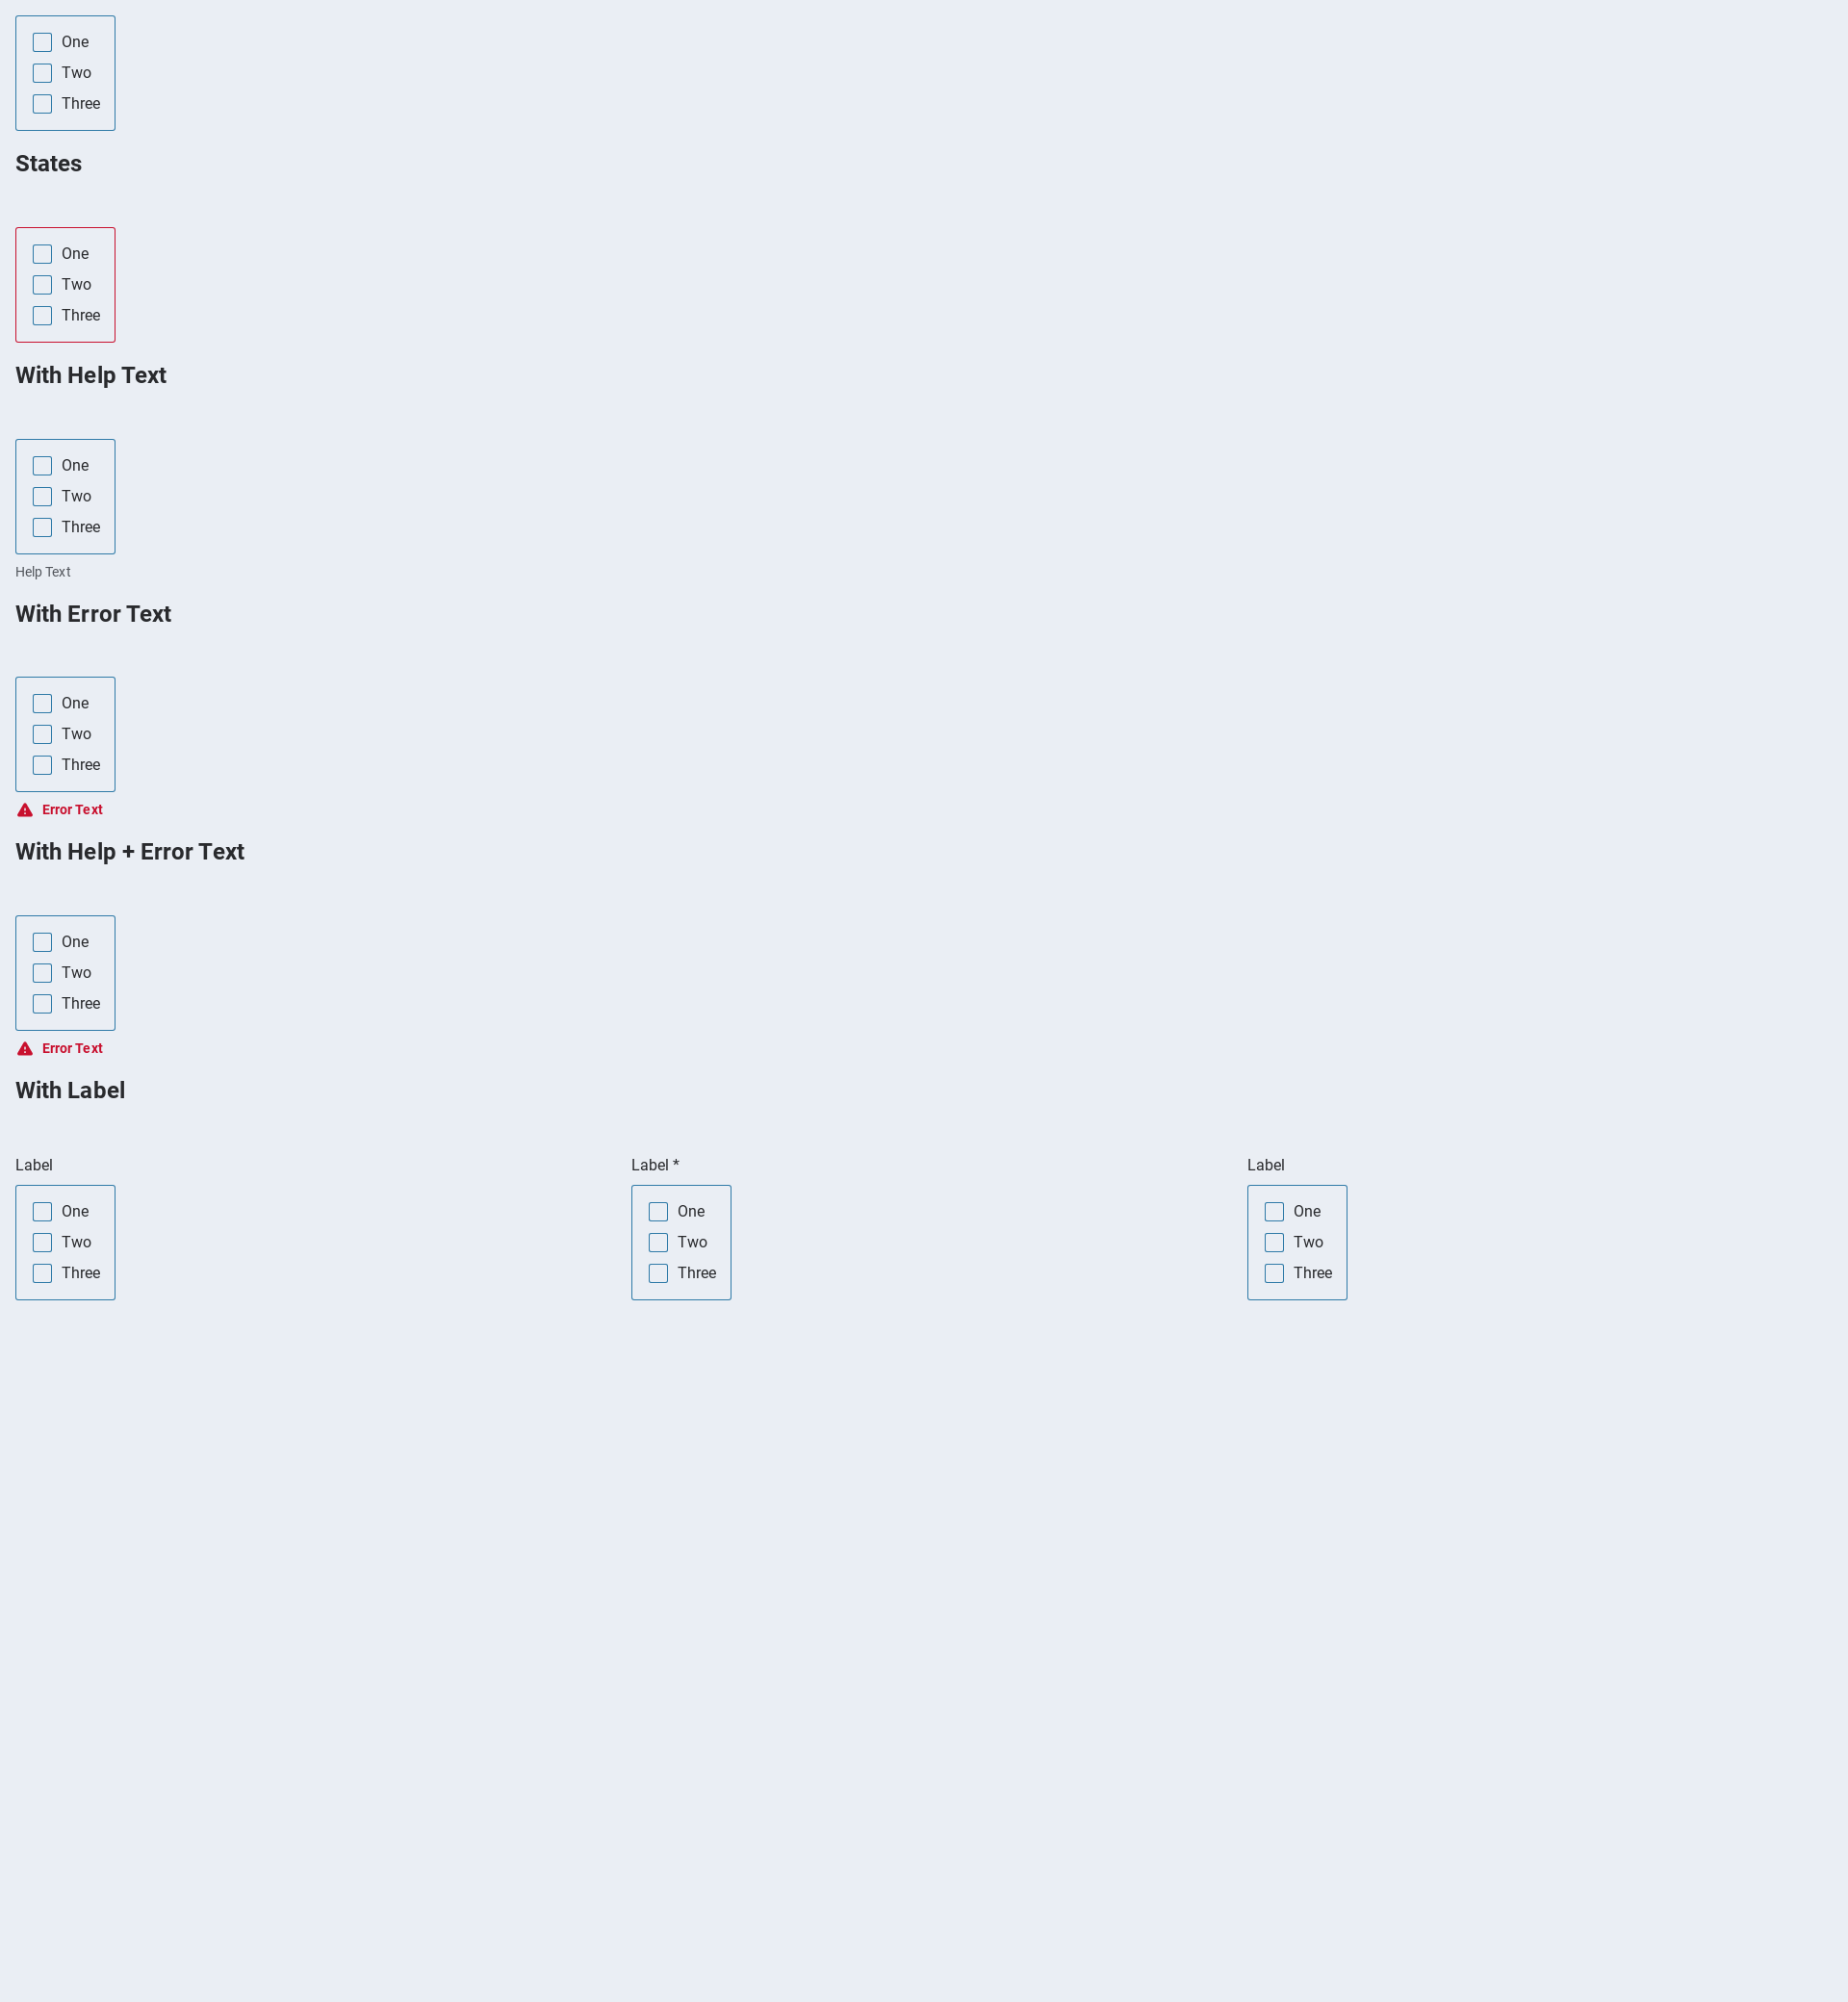 One
Two
Three
States
One
Two
Three
With Help Text
One
Two
Three
Help Text
With Error Text
One
Two
Three
Error Text
With Help + Error Text
One
Two
Three
Error Text
With Label
Label
One
Two
Three
Label *
One
Two
Three
Label
One
Two
Three